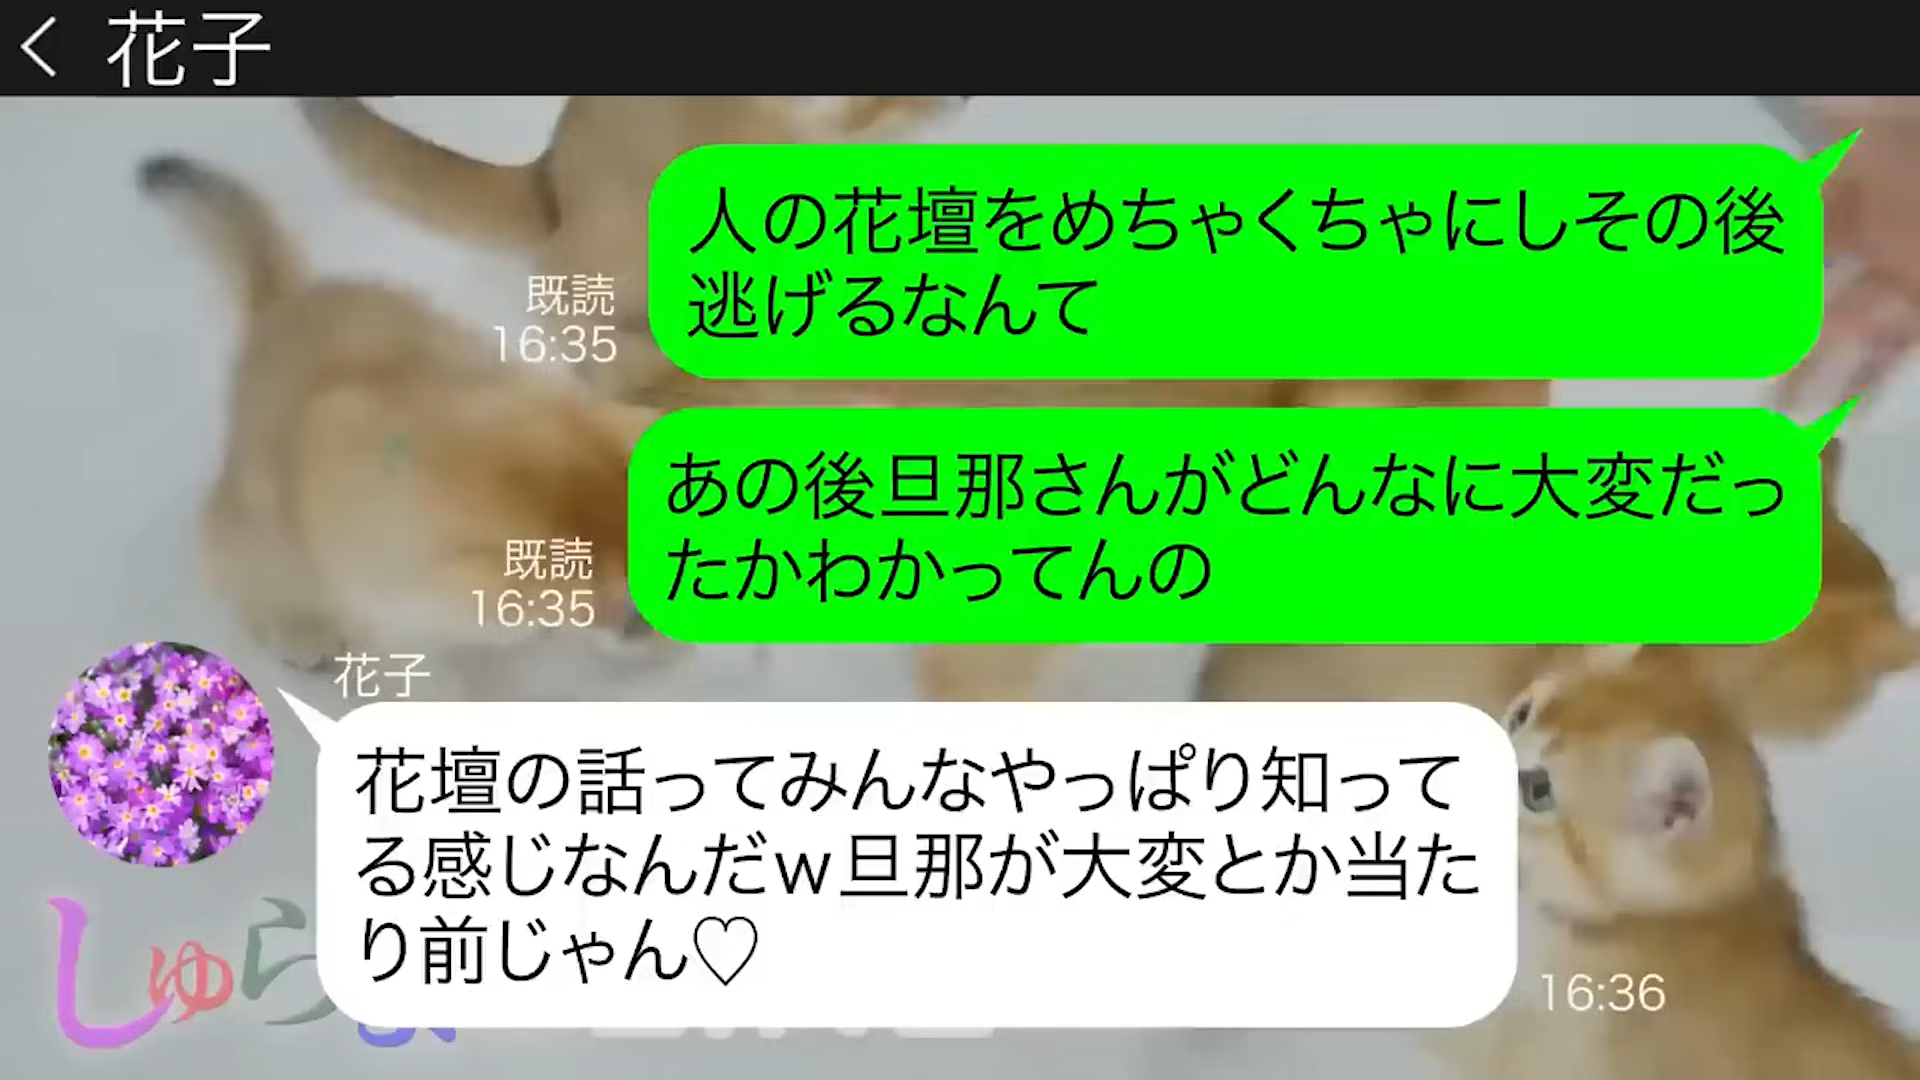 花子
人の花壇をめちゃくちゃにしその後
逃げるなんて
既読
16:35
あの後旦那さんがどんなに大変だっ
たかわかってんの
既読
16:35
花子
花壇の話ってみんなやっぱり知って
る感じなんだw旦那が大変とか当た
り前じゃん♡
16:36
しゅら